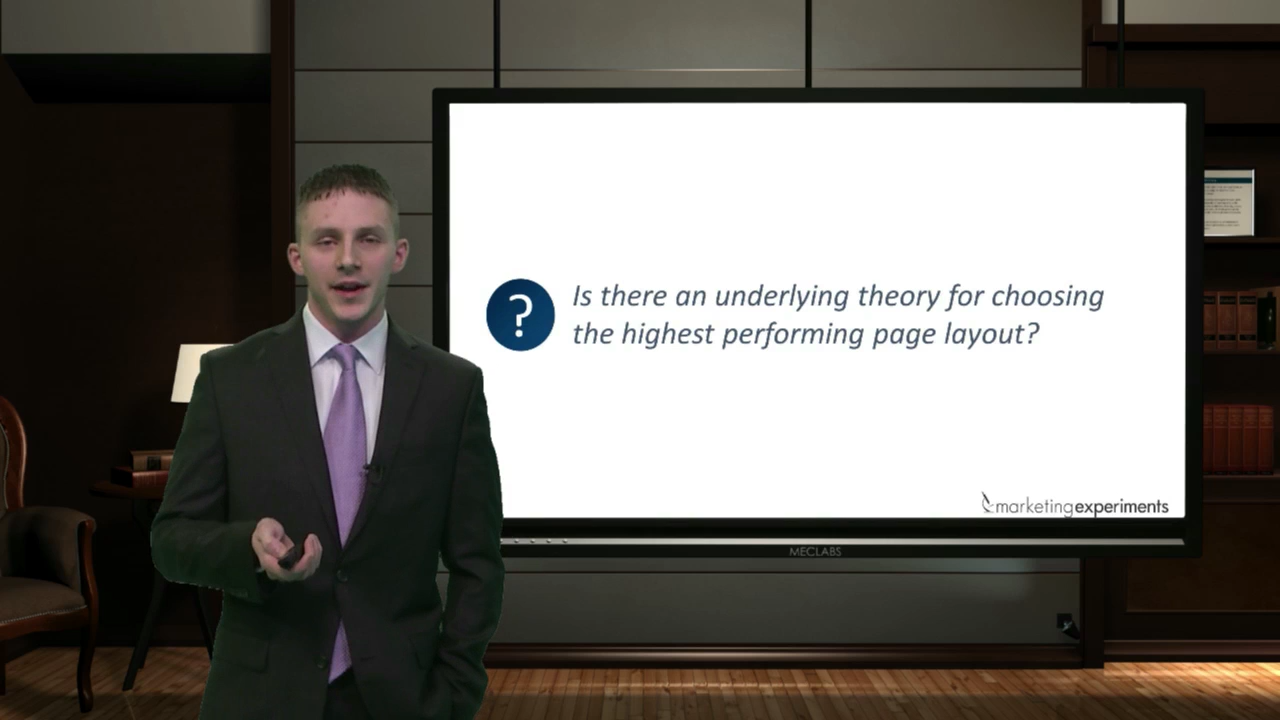 ?
Is there an underlying theory for choosing
the highest performing page layout?
marketingexperiments
MECLABS